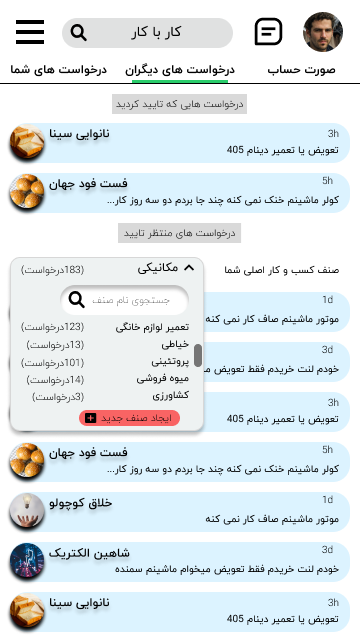 کار با کار
صورت حساب
درخواست های دیگران
درخواست های شما
درخواست هایی که تایید کردید
نانوایی سینا
3h
تعویض یا تعمیر دینام 405
فست فود جهان
5h
کولر ماشینم خنک نمی کنه چند جا بردم دو سه روز کار...
درخواست های منتظر تایید
صنف کسب و کار اصلی شما
مکانیکی
(183درخواست)
جستجوی نام صنف
تعمیر لوازم خانگی
(123درخواست)
خیاطی
(13درخواست)
پروتئینی
(101درخواست)
میوه فروشی
(14درخواست)
کشاورزی
(3درخواست)
ایجاد صنف جدید
1d
موتور ماشینم صاف کار نمی کنه
3d
خودم لنت خریدم فقط تعویض م
3h
تعویض یا تعمیر دینام 405
فست فود جهان
5h
کولر ماشینم خنک نمی کنه چند جا بردم دو سه روز کار...
خلاق کوچولو
1d
موتور ماشینم صاف کار نمی کنه
شاهین الکتریک
3d
خودم لنت خریدم فقط تعویض میخوام ماشینم سمنده
نانوایی سینا
3h
تعویض یا تعمیر دینام 405